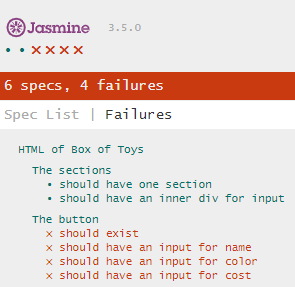 Jasmine 3.5.0
• • × × × ×
6 specs, 4 failures
Spec List | Failures
HTML of Box of Toys
The sections
• should have one section
• should have an inner div for input
The button
× should exist
× should have an input for name
× should have an input for color
× should have an input for cost